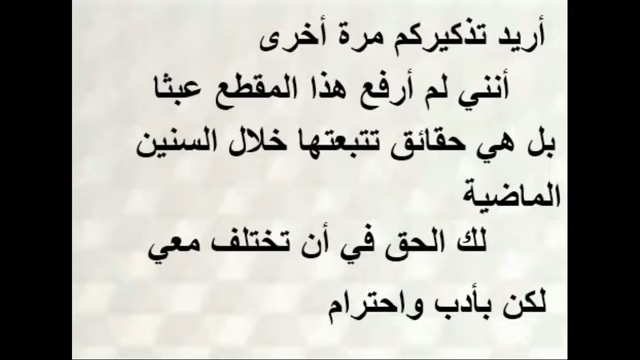 أريد تذكيركم مرة أخرى
أنني لم أرفع هذا المقطع عبثا
بل هي حقائق تتبعتها خلال السنين
الماضية
لك الحق في أن تختلف معي
لكن بأدب واحترام